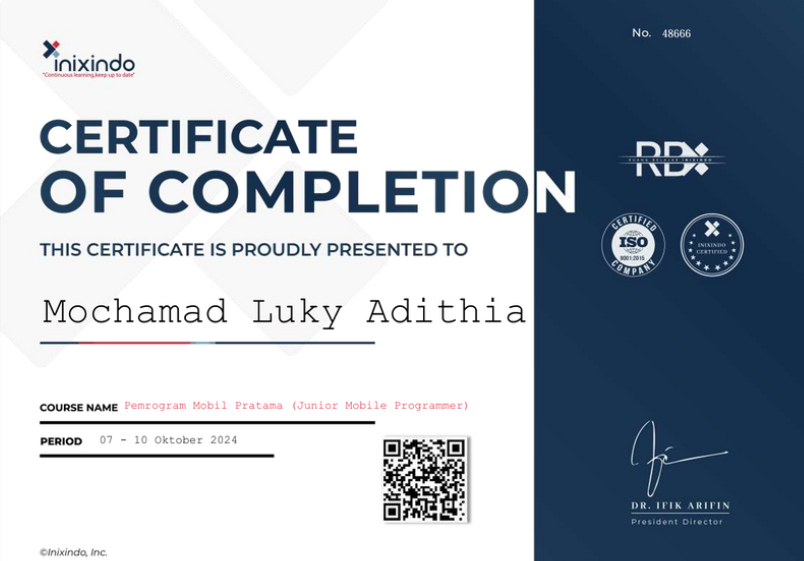 No. 48666
inixindo
"Continuous learning,keep up to date"
CERTIFICATE
OF COMPLETION
THIS CERTIFICATE IS PROUDLY PRESENTED TO
Mochamad Luky Adithia
COURSE NAME Pemrogram Mobil Pratama (Junior Mobile Programmer)
PERIOD 07 - 10 Oktober 2024
©Inixindo, Inc.
RBX
CERTIFIED
ISO
9001:2015
COMPANY
INIXINDO
CERTIFIED
DR. IFIK ARIFIN
President Director